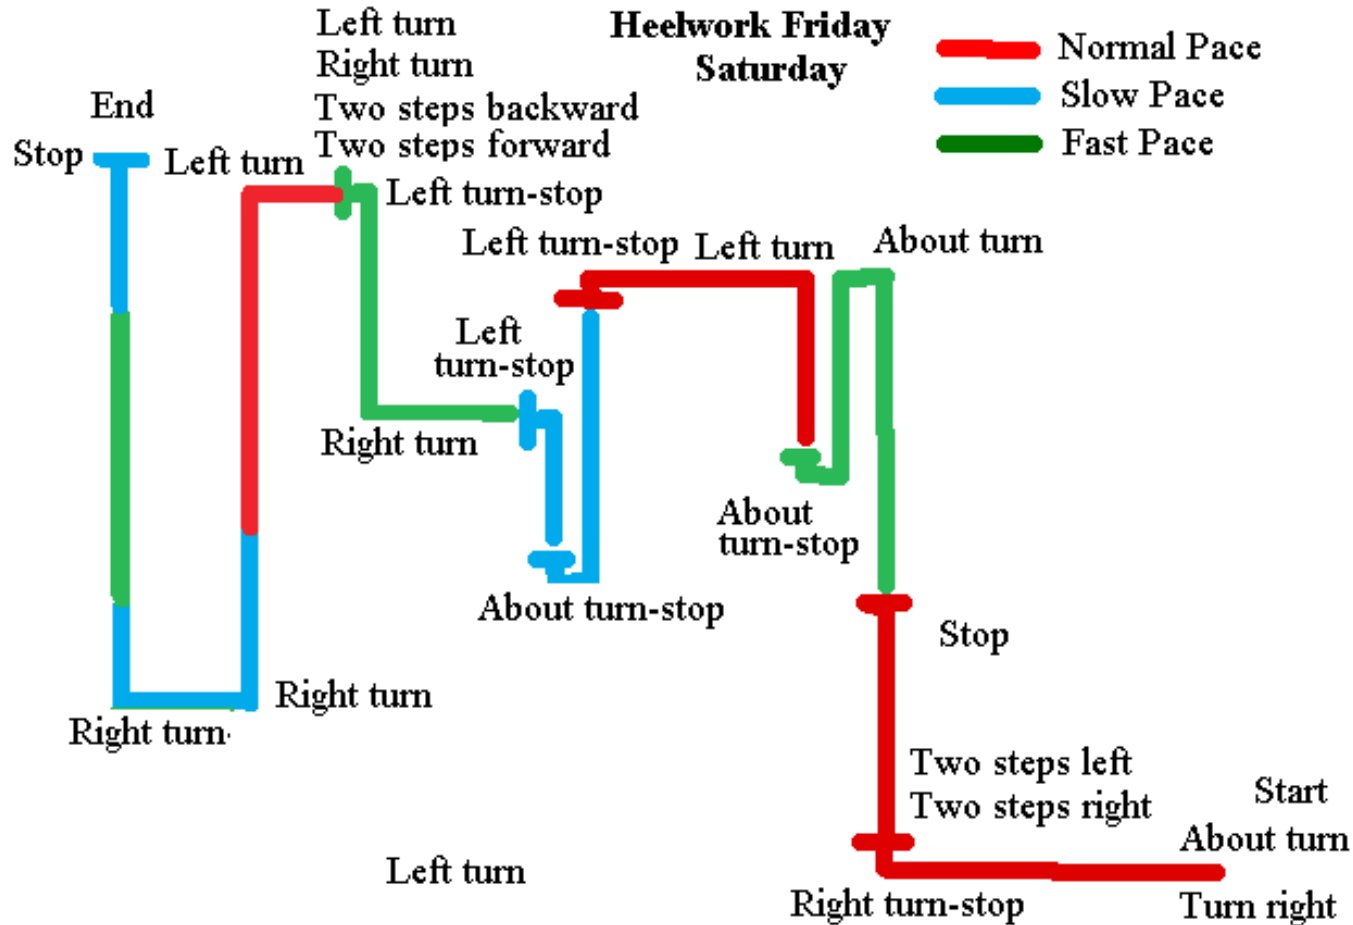 Heelwork Friday
Saturday
Normal Pace
Slow Pace
Fast Pace
Left turn
Right turn
Two steps backward
Two steps forward
End
Stop
Left turn
Left turn-stop
Left turn-stop
Left turn
About turn
Left
turn-stop
Right turn
About
turn-stop
About turn-stop
Stop
Right turn
Right turn
Two steps left
Two steps right
Start
About turn
Left turn
Right turn-stop
Turn right